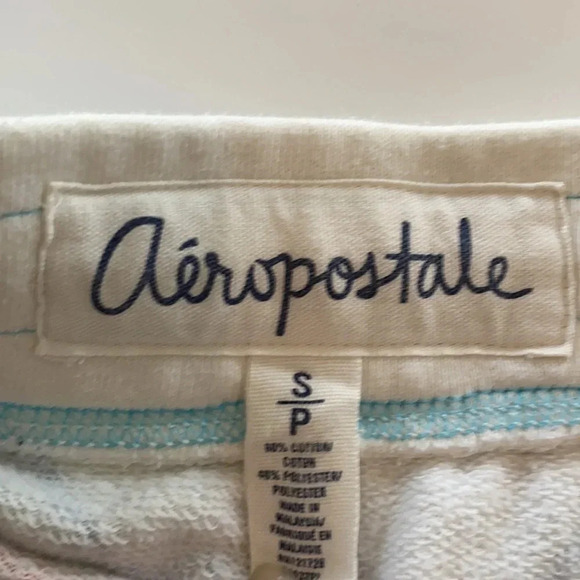 aéropostale
S/P
60% COTTON/
COTON
40% POLYESTER/
POLYESTER
MADE IN
MALAYSIA/
FABRIQUÉ EN
MALAISIE